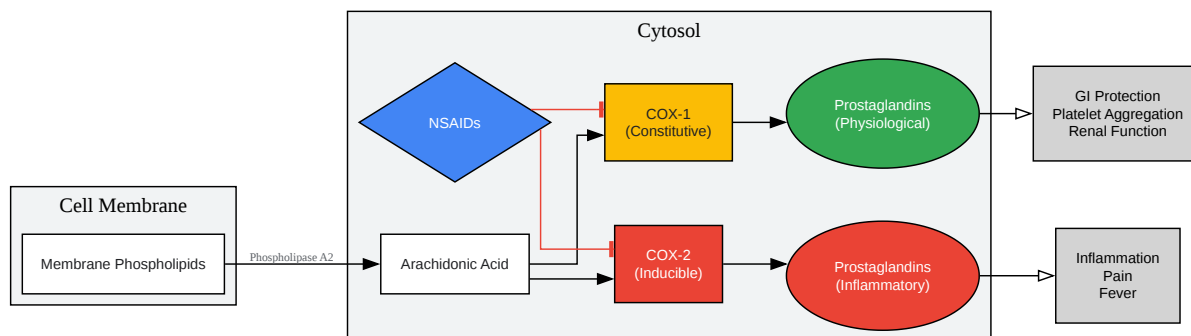 Cytosol
NSAIDs
COX-1
(Constitutive)
Prostaglandins
(Physiological)
GI Protection
Platelet Aggregation
Renal Function
Cell Membrane
Membrane Phospholipids
Phospholipase A2
Arachidonic Acid
COX-2
(Inducible)
Prostaglandins
(Inflammatory)
Inflammation
Pain
Fever